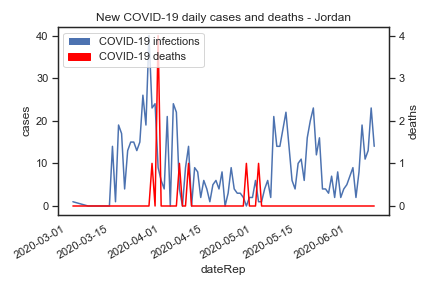 New COVID-19 daily cases and deaths - Jordan
COVID-19 infections
COVID-19 deaths
cases
40
30
20
10
0
deaths
4
3
2
1
0
2020-03-01
2020-03-15
2020-04-01
2020-04-15
2020-05-01
2020-05-15
2020-06-01
dateRep